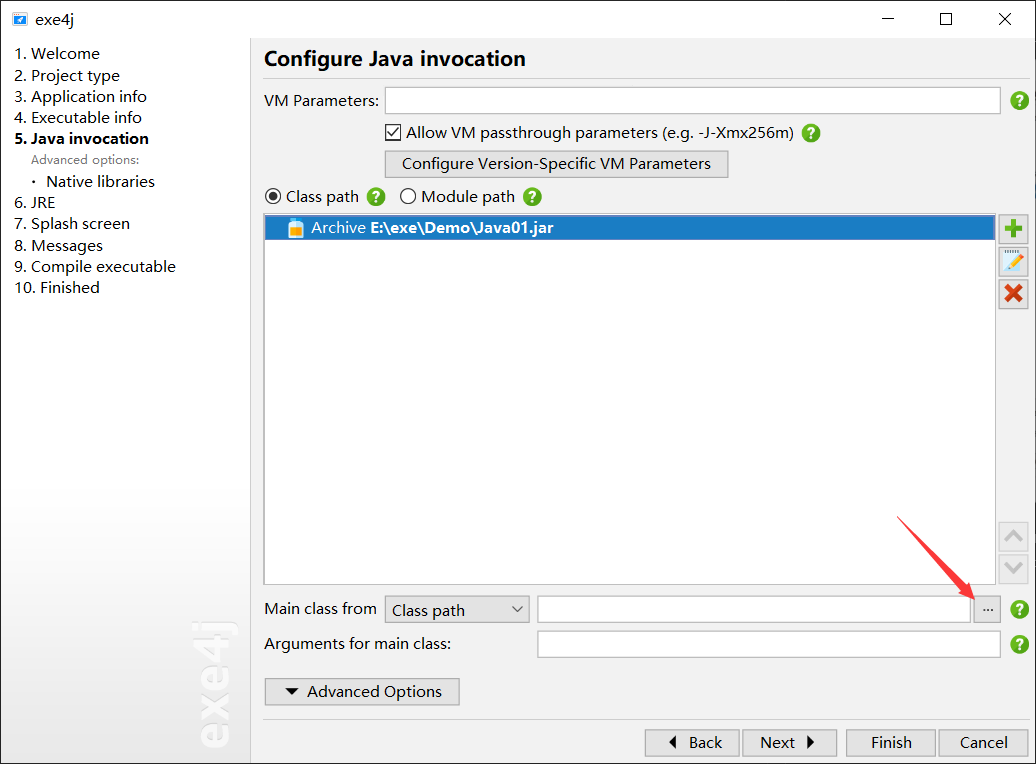 exe4j
1. Welcome
2. Project type
3. Application info
4. Executable info
5. Java invocation
Advanced options:
· Native libraries
6. JRE
7. Splash screen
8. Messages
9. Compile executable
10. Finished
exe4j
Configure Java invocation
VM Parameters:
Allow VM passthrough parameters (e.g. -J-Xmx256m)
Configure Version-Specific VM Parameters
Class path Module path
Archive E:\exe\Demo\Java01.jar
Main class from Class path ...
Arguments for main class:
Advanced Options
Back Next Finish Cancel